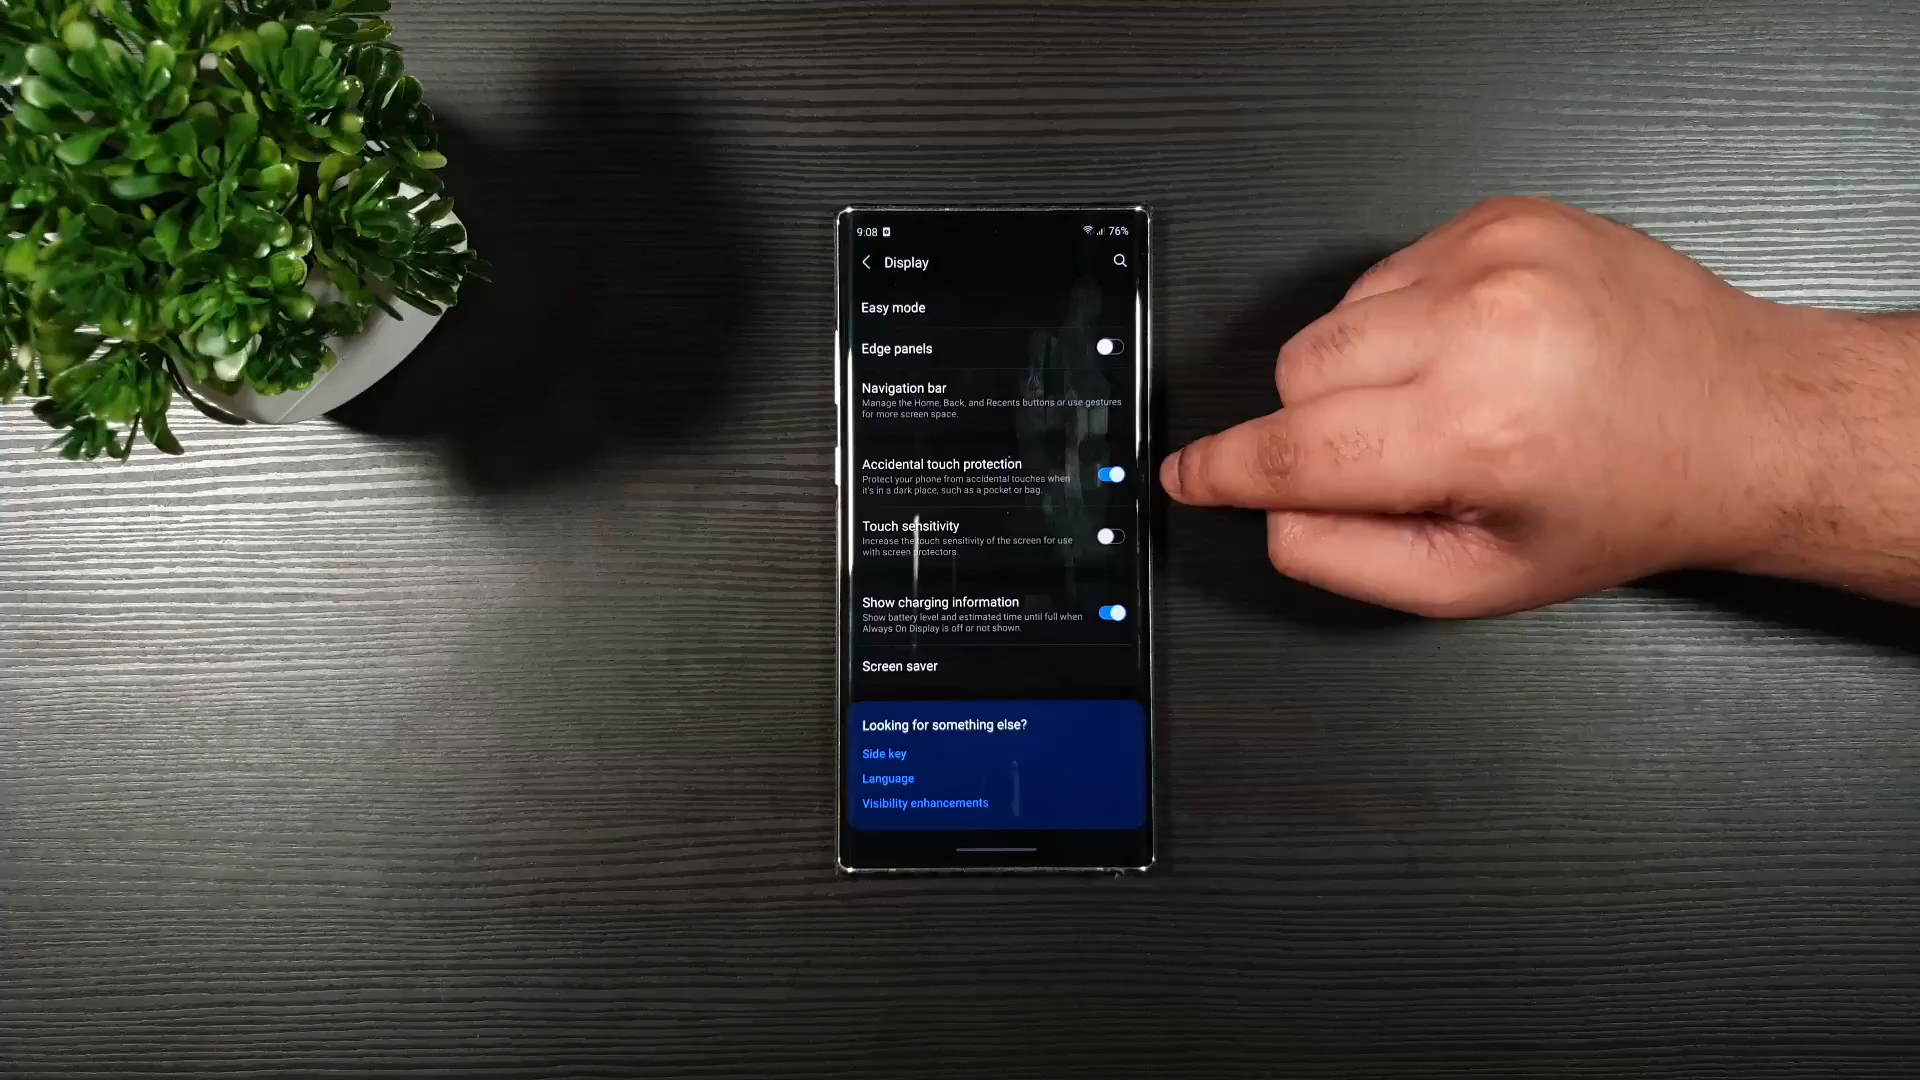 9:08 76%
Display
Easy mode
Edge panels
Navigation bar
Manage the Home, Back, and Recents buttons or use gestures
for more screen space.
Accidental touch protection
Protect your phone from accidental touches when
it's in a dark place, such as a pocket or bag.
Touch sensitivity
Increase the touch sensitivity of the screen for use
with screen protectors.
Show charging information
Show battery level and estimated time until full when
Always On Display is off or not shown.
Screen saver
Looking for something else?
Side key
Language
Visibility enhancements